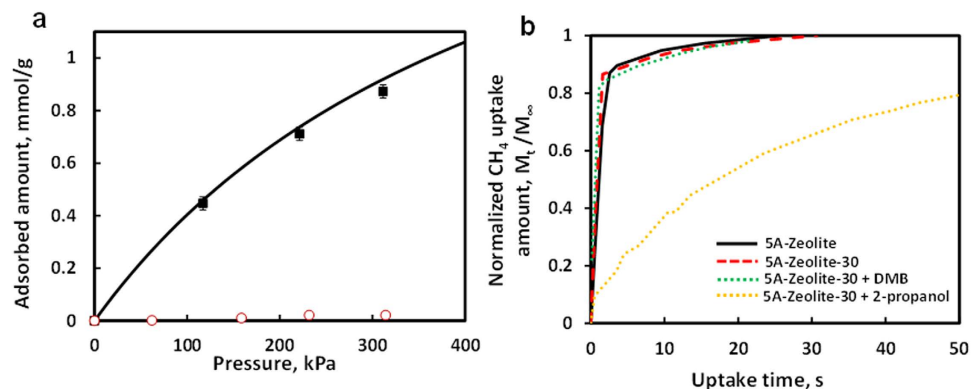 a
Adsorbed amount, mmol/g
1
0.8
0.6
0.4
0.2
0
0
100
200
300
400
Pressure, kPa
b
Normalized CH₄ uptake
amount, Mₜ/M∞
1
0.8
0.6
0.4
0.2
0
5A-Zeolite
5A-Zeolite-30
5A-Zeolite-30 + DMB
5A-Zeolite-30 + 2-propanol
0
10
20
30
40
50
Uptake time, s